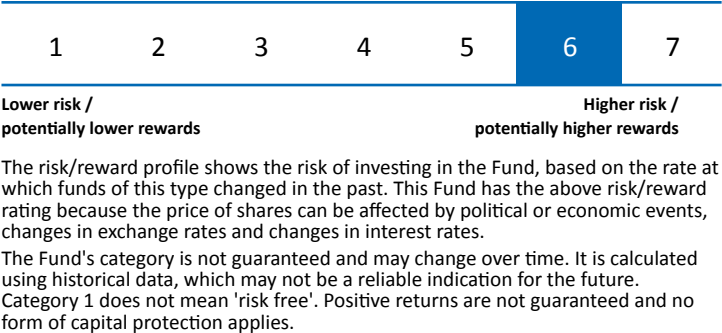 1 2 3 4 5 6 7
Lower risk / Higher risk /
potentially lower rewards potentially higher rewards
The risk/reward profile shows the risk of investing in the Fund, based on the rate at
which funds of this type changed in the past. This Fund has the above risk/reward
rating because the price of shares can be affected by political or economic events,
changes in exchange rates and changes in interest rates.
The Fund's category is not guaranteed and may change over time. It is calculated
using historical data, which may not be a reliable indication for the future.
Category 1 does not mean 'risk free'. Positive returns are not guaranteed and no
form of capital protection applies.